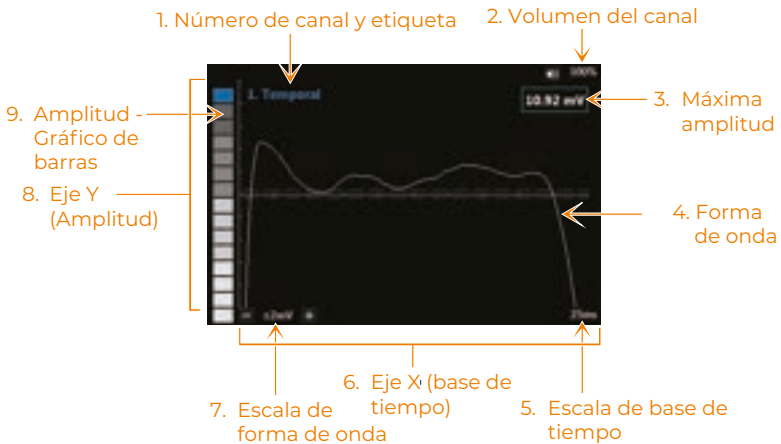 1. Número de canal y etiqueta
2. Volumen del canal
100%
1. Temporal
10.92 mV
3. Máxima
amplitud
9. Amplitud -
Gráfico de
barras
8. Eje Y
(Amplitud)
4. Forma
de onda
±2mV +
25ms
6. Eje X (base de
tiempo)
7. Escala de
forma de onda
5. Escala de base de
tiempo